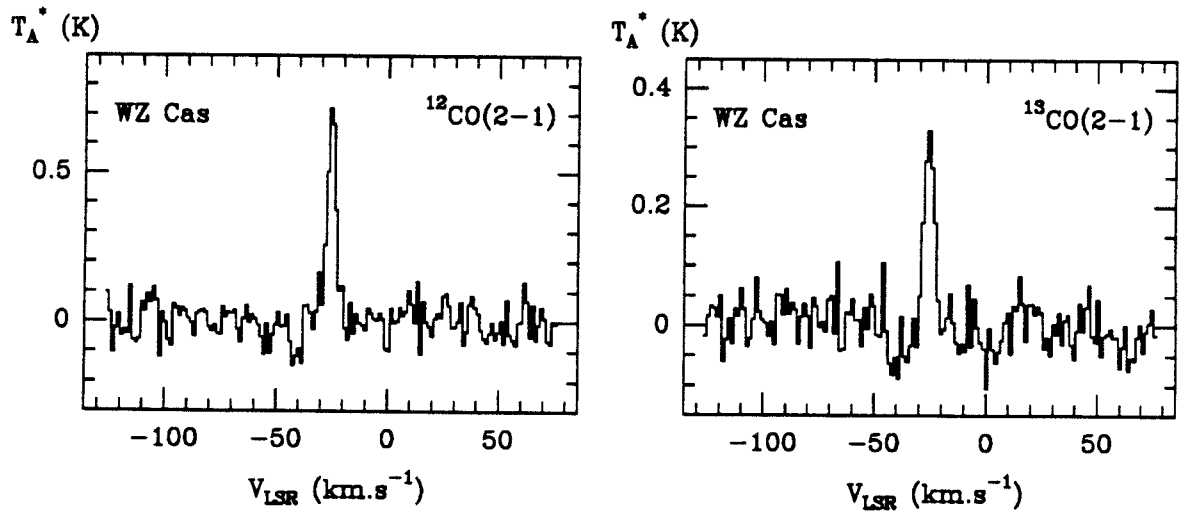 T_A^* (K)
WZ Cas
¹²CO(2−1)
0.5
0
−100 −50 0 50
V_LSR (km.s⁻¹)
T_A^* (K)
0.4
WZ Cas
¹³CO(2−1)
0.2
0
−100 −50 0 50
V_LSR (km.s⁻¹)